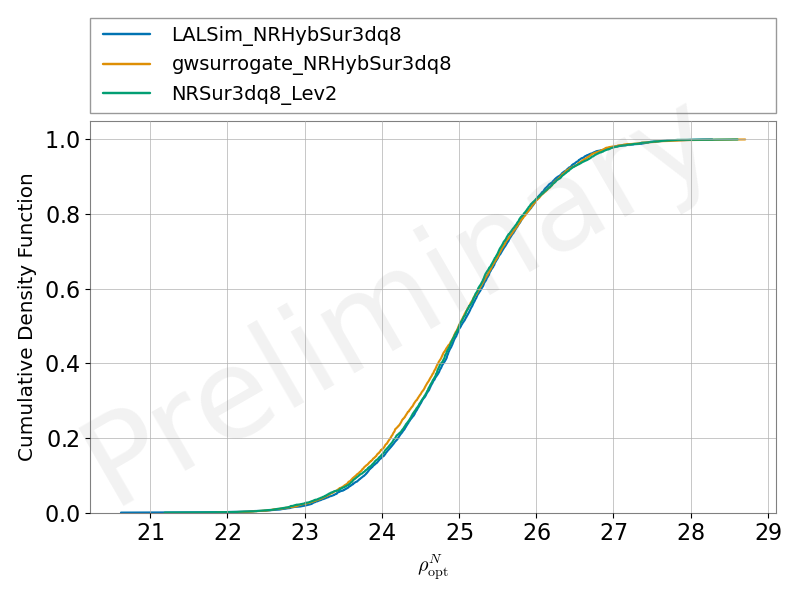 LALSim_NRHybSur3dq8
gwsurrogate_NRHybSur3dq8
NRSur3dq8_Lev2
Preliminary
Cumulative Density Function
1.0
0.8
0.6
0.4
0.2
0.0
21 22 23 24 25 26 27 28 29
ρ^N_opt